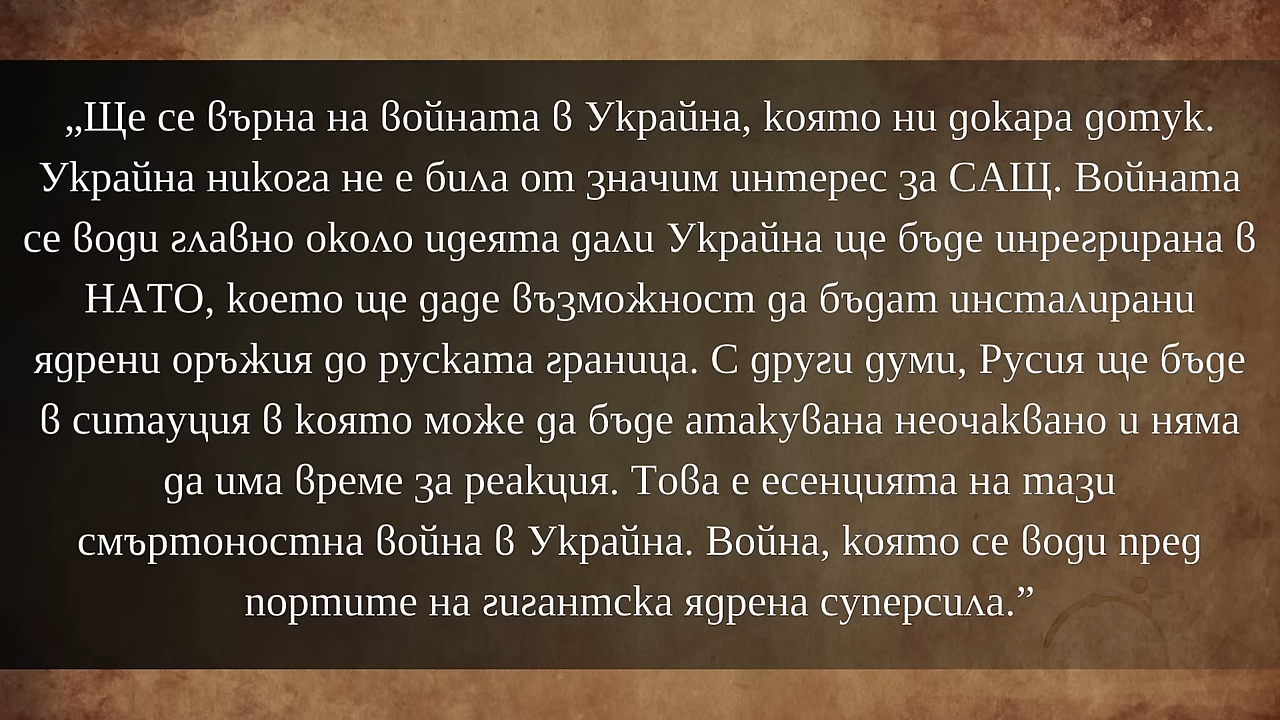 „Ще се върна на войната в Украйна, която ни докара дотук.
Украйна никога не е била от значим интерес за САЩ. Войната
се води главно около идеята дали Украйна ще бъде инрегрирана в
НАТО, което ще даде възможност да бъдат инсталирани
ядрени оръжия до руската граница. С други думи, Русия ще бъде
в ситауция в която може да бъде атакувана неочаквано и няма
да има време за реакция. Това е есенцията на тази
смъртоностна война в Украйна. Война, която се води пред
портите на гигантска ядрена суперсила.”